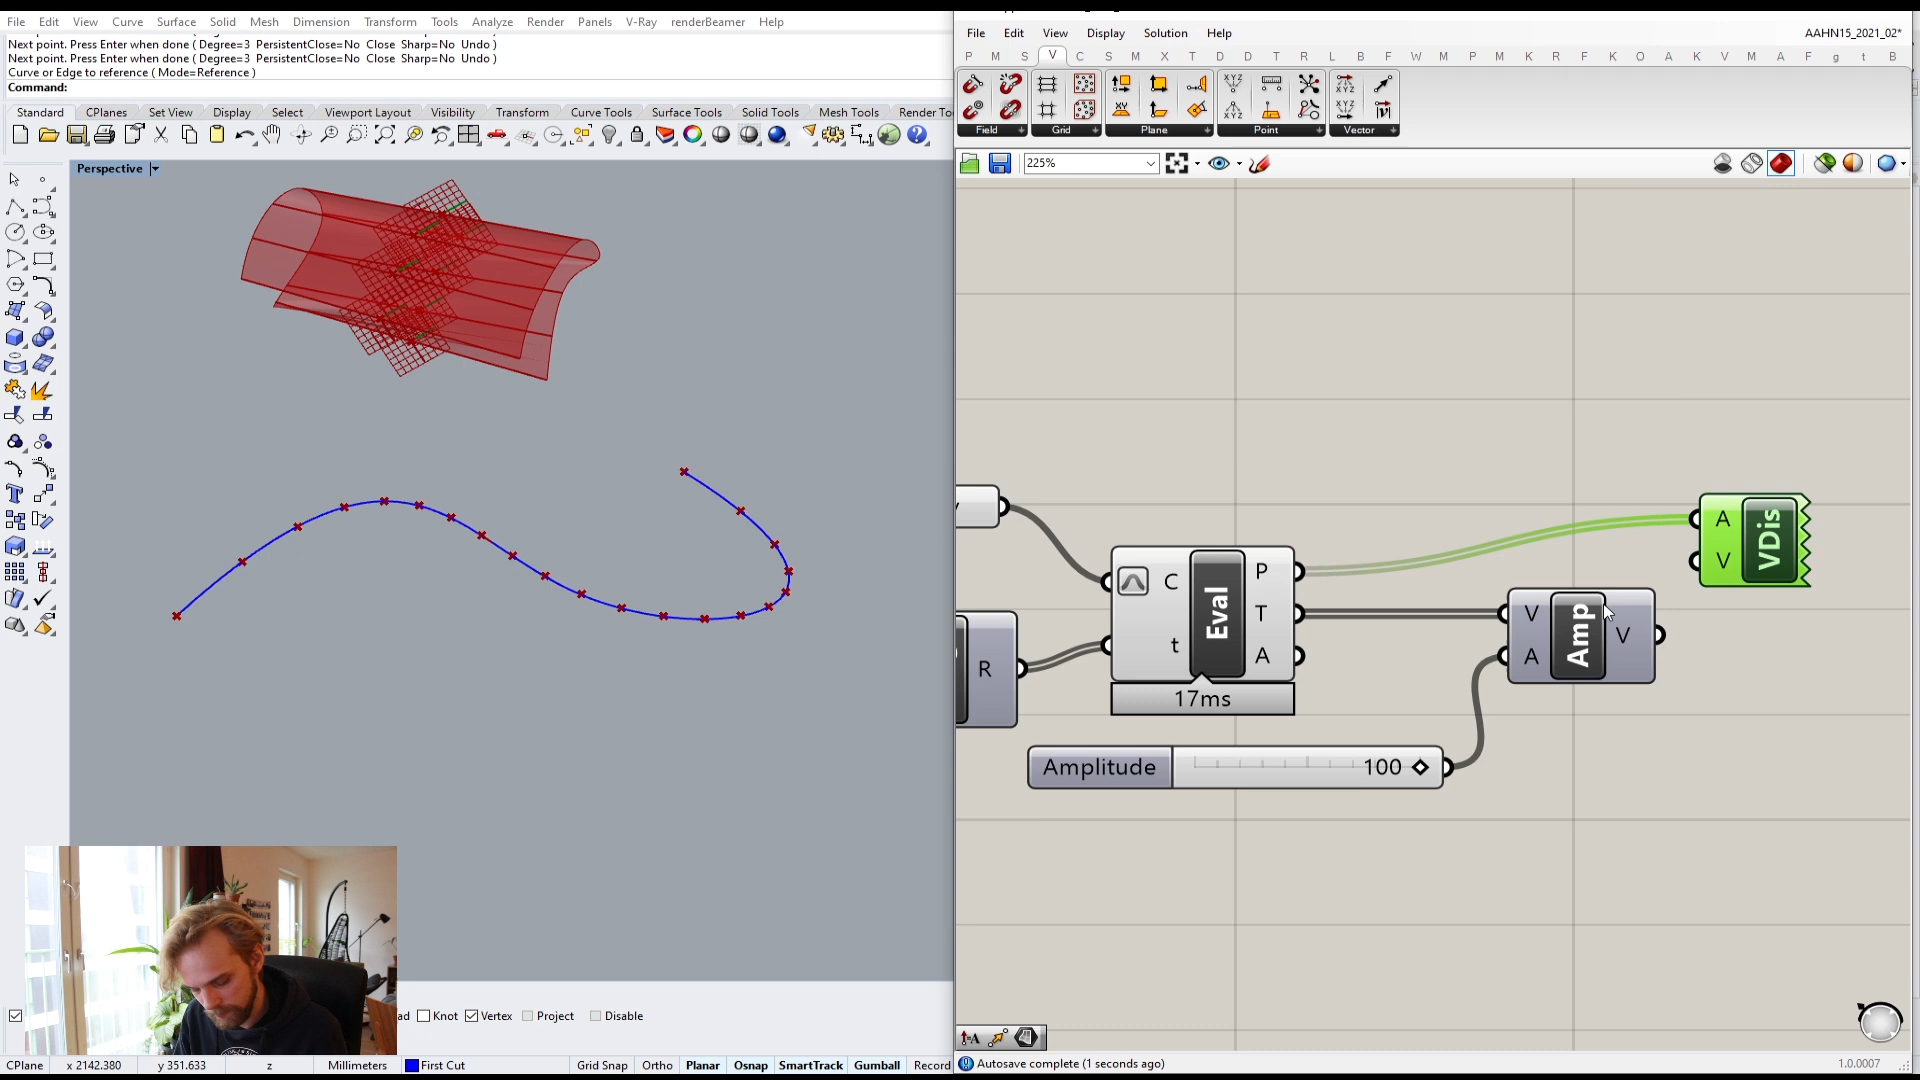 File Edit View Curve Surface Solid Mesh Dimension Transform Tools Analyze Render Panels V-Ray renderBeamer Help
Next point. Press Enter when done ( Degree=3 PersistentClose=No Close Sharp=No Undo )
Next point. Press Enter when done ( Degree=3 PersistentClose=No Close Sharp=No Undo )
Curve or Edge to reference ( Mode=Reference )
Command:
Standard CPlanes Set View Display Select Viewport Layout Visibility Transform Curve Tools Surface Tools Solid Tools Mesh Tools Render To
Perspective
File Edit View Display Solution Help AAHN15_2021_02*
P M S V C S M X T D D T R L B F W M P K R F K O A K V M A F g t B
Field Grid Plane Point Vector
225%
A VDis
V
C Eval P
T
t A
17ms
R
V Amp V
A
Amplitude 100
ad Knot Vertex Project Disable
CPlane x 2142.380 y 351.633 z Millimeters First Cut Grid Snap Ortho Planar Osnap SmartTrack Gumball Record
Autosave complete (1 seconds ago) 1.0.0007